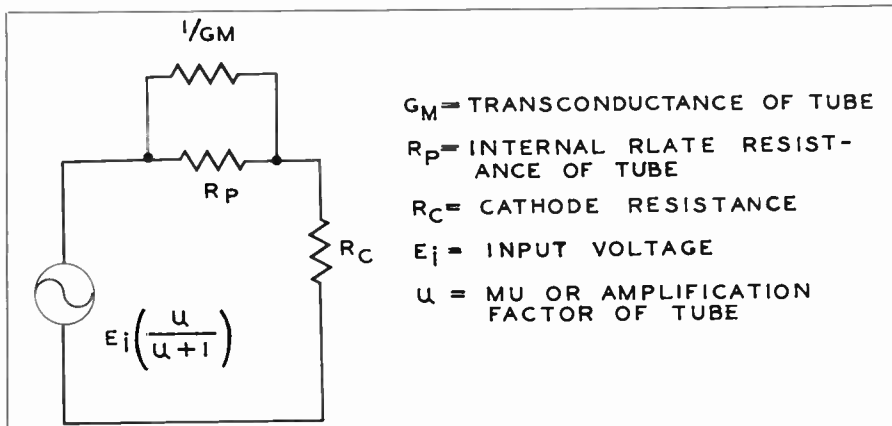 1/GM
RP
RC
Ei(u/u+1)
GM= TRANSCONDUCTANCE OF TUBE
RP= INTERNAL RLATE RESIST-
ANCE OF TUBE
RC= CATHODE RESISTANCE
Ei= INPUT VOLTAGE
u = MU OR AMPLIFICATION
FACTOR OF TUBE